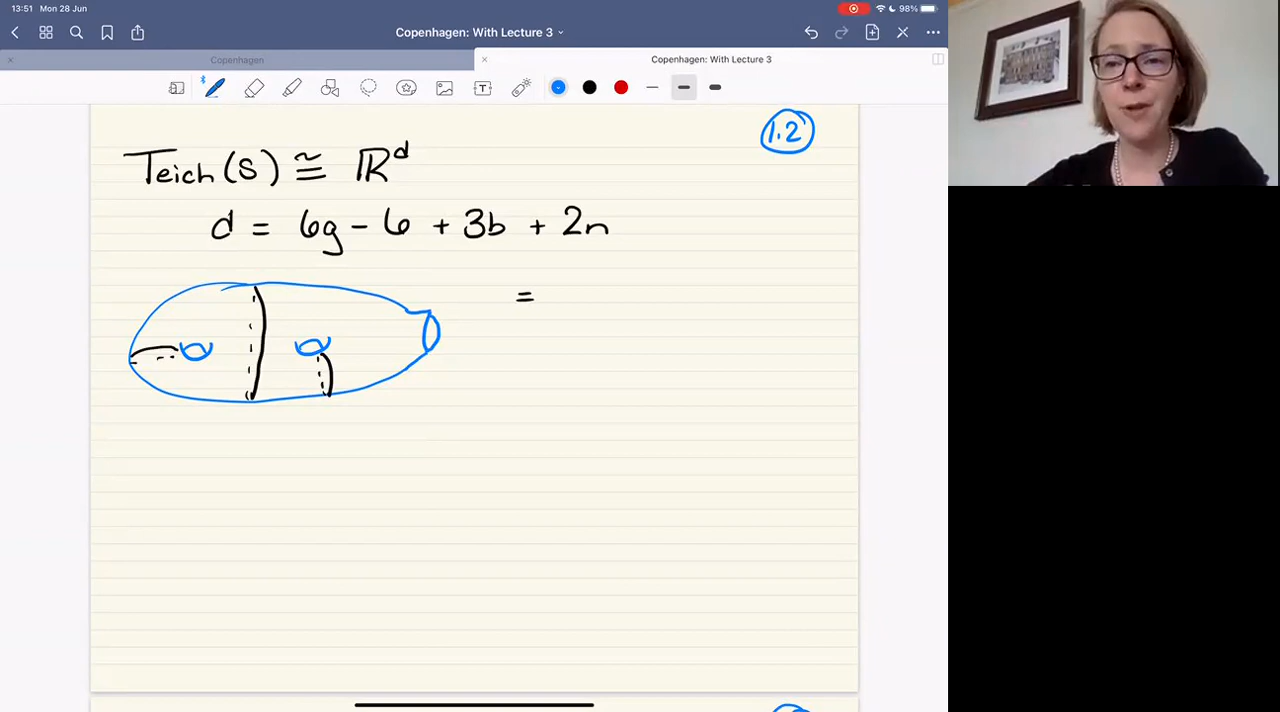 13:51 Mon 28 Jun
98%
Copenhagen: With Lecture 3
Copenhagen
Copenhagen: With Lecture 3
T
1.2
Teich (S) ≅ ℝ^d
d = 6g - 6 + 3b + 2n
=